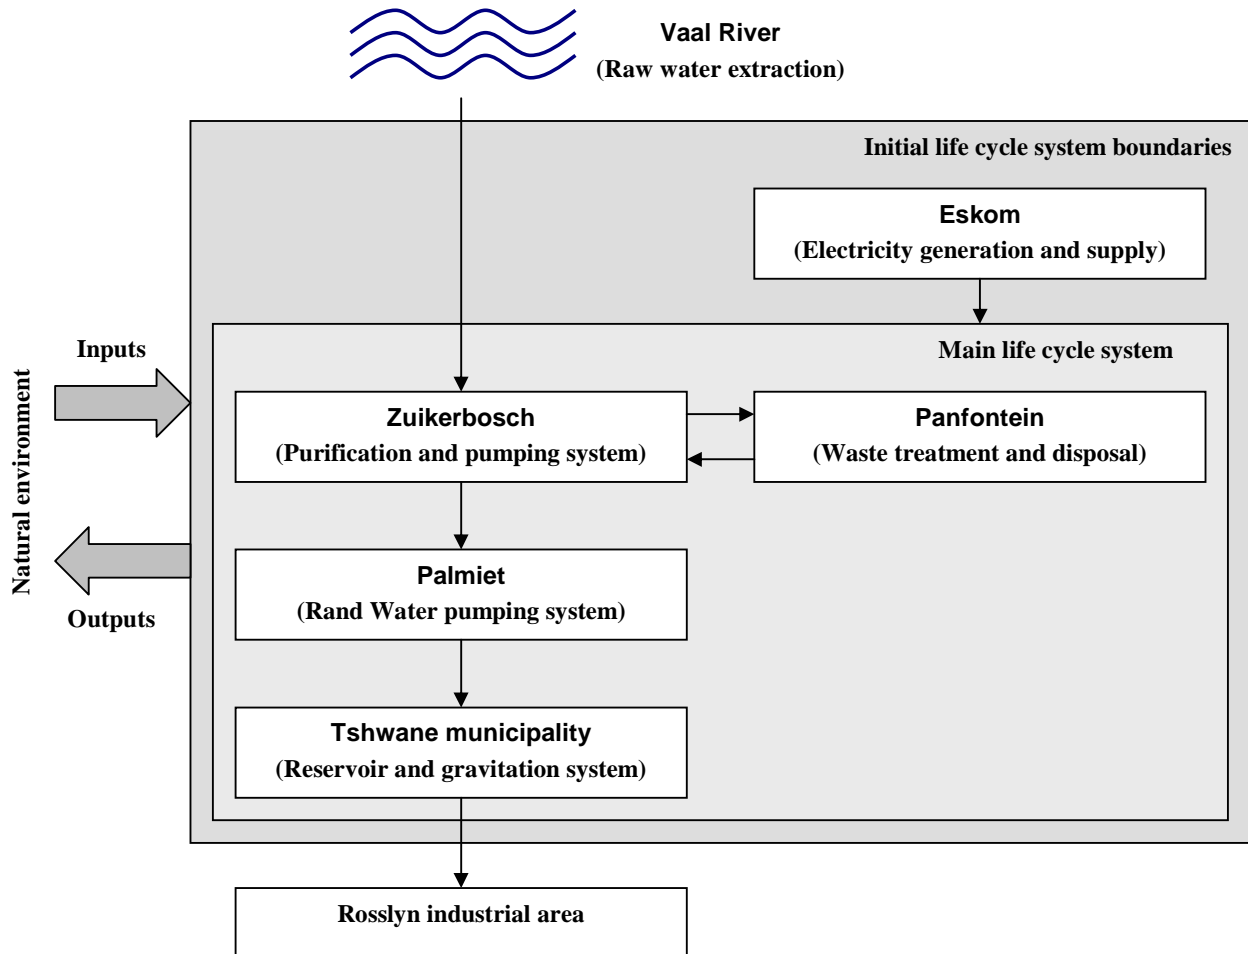 Vaal River
(Raw water extraction)
Initial life cycle system boundaries
Eskom
(Electricity generation and supply)
Inputs
Main life cycle system
Natural environment
Zuikerbosch
(Purification and pumping system)
Panfontein
(Waste treatment and disposal)
Outputs
Palmiet
(Rand Water pumping system)
Tshwane municipality
(Reservoir and gravitation system)
Rosslyn industrial area